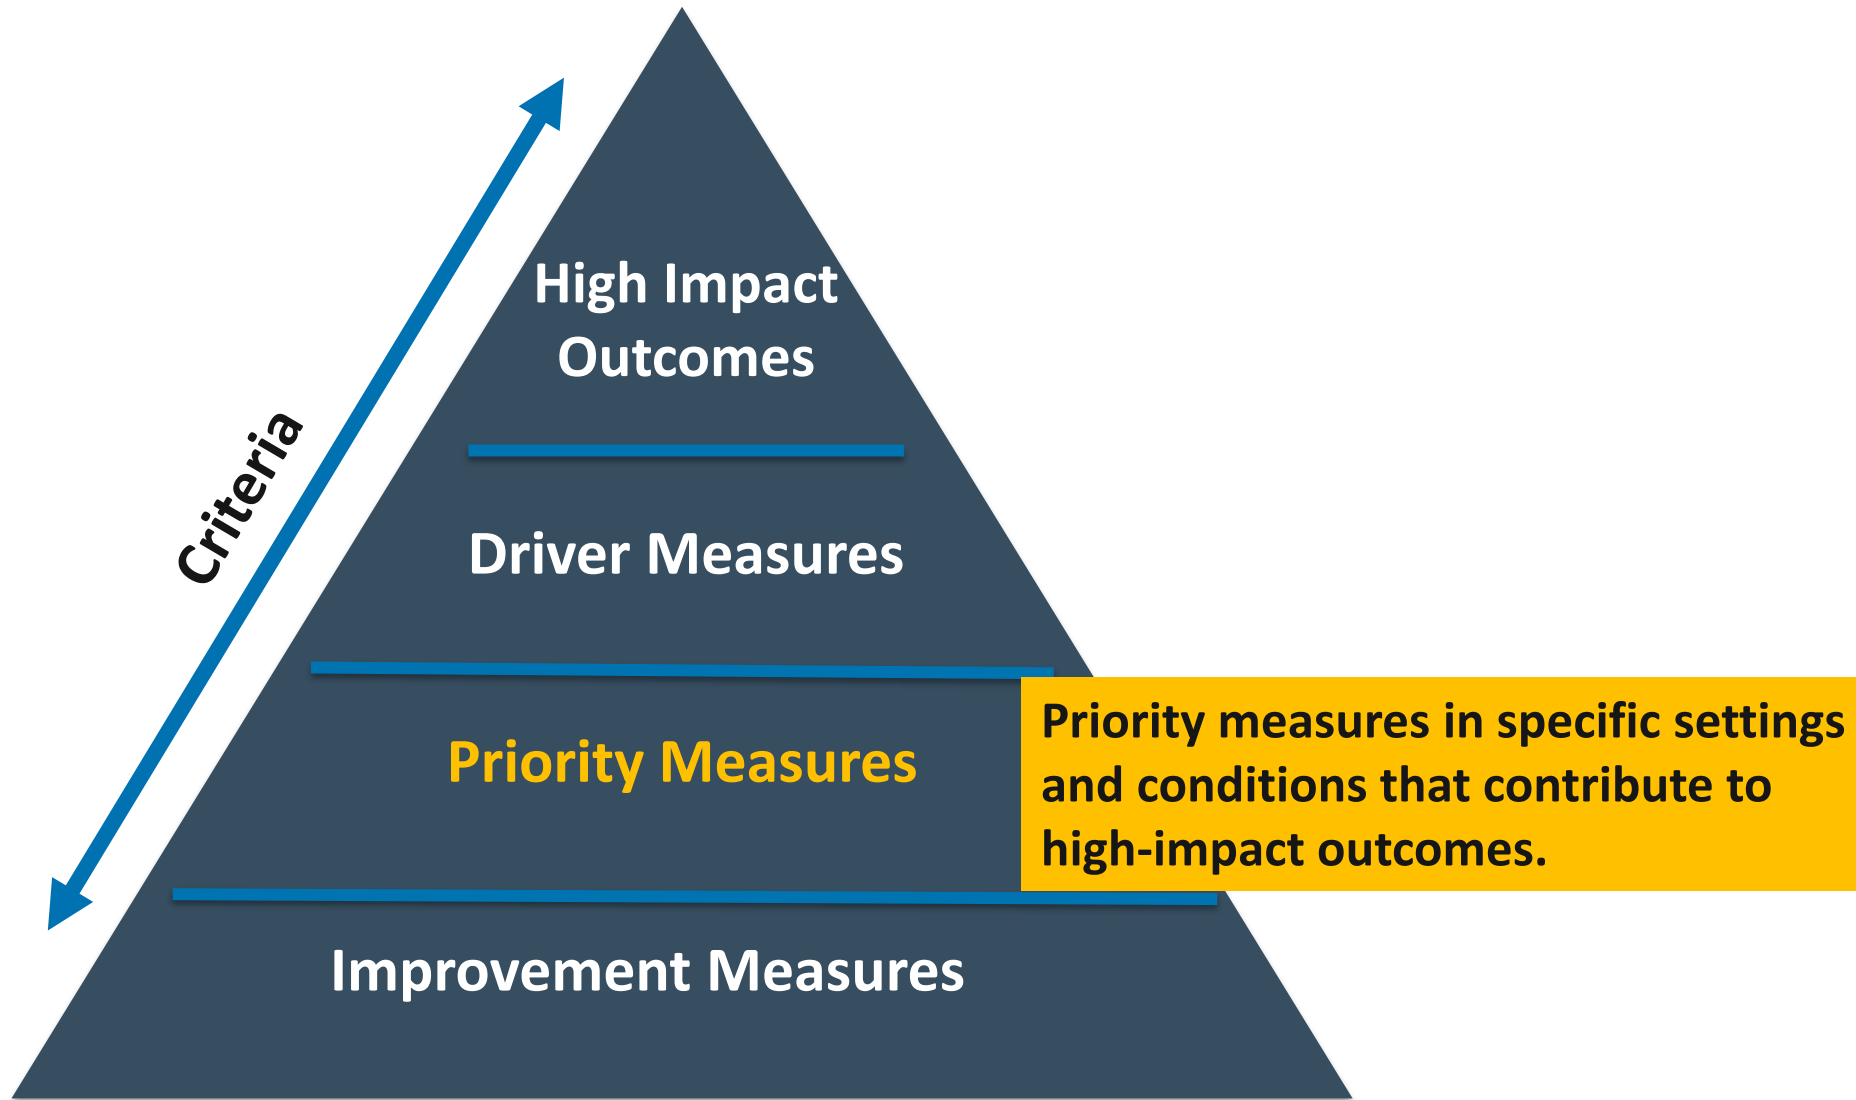 High Impact
Outcomes
Criteria
Driver Measures
Priority Measures
Priority measures in specific settings
and conditions that contribute to
high-impact outcomes.
Improvement Measures